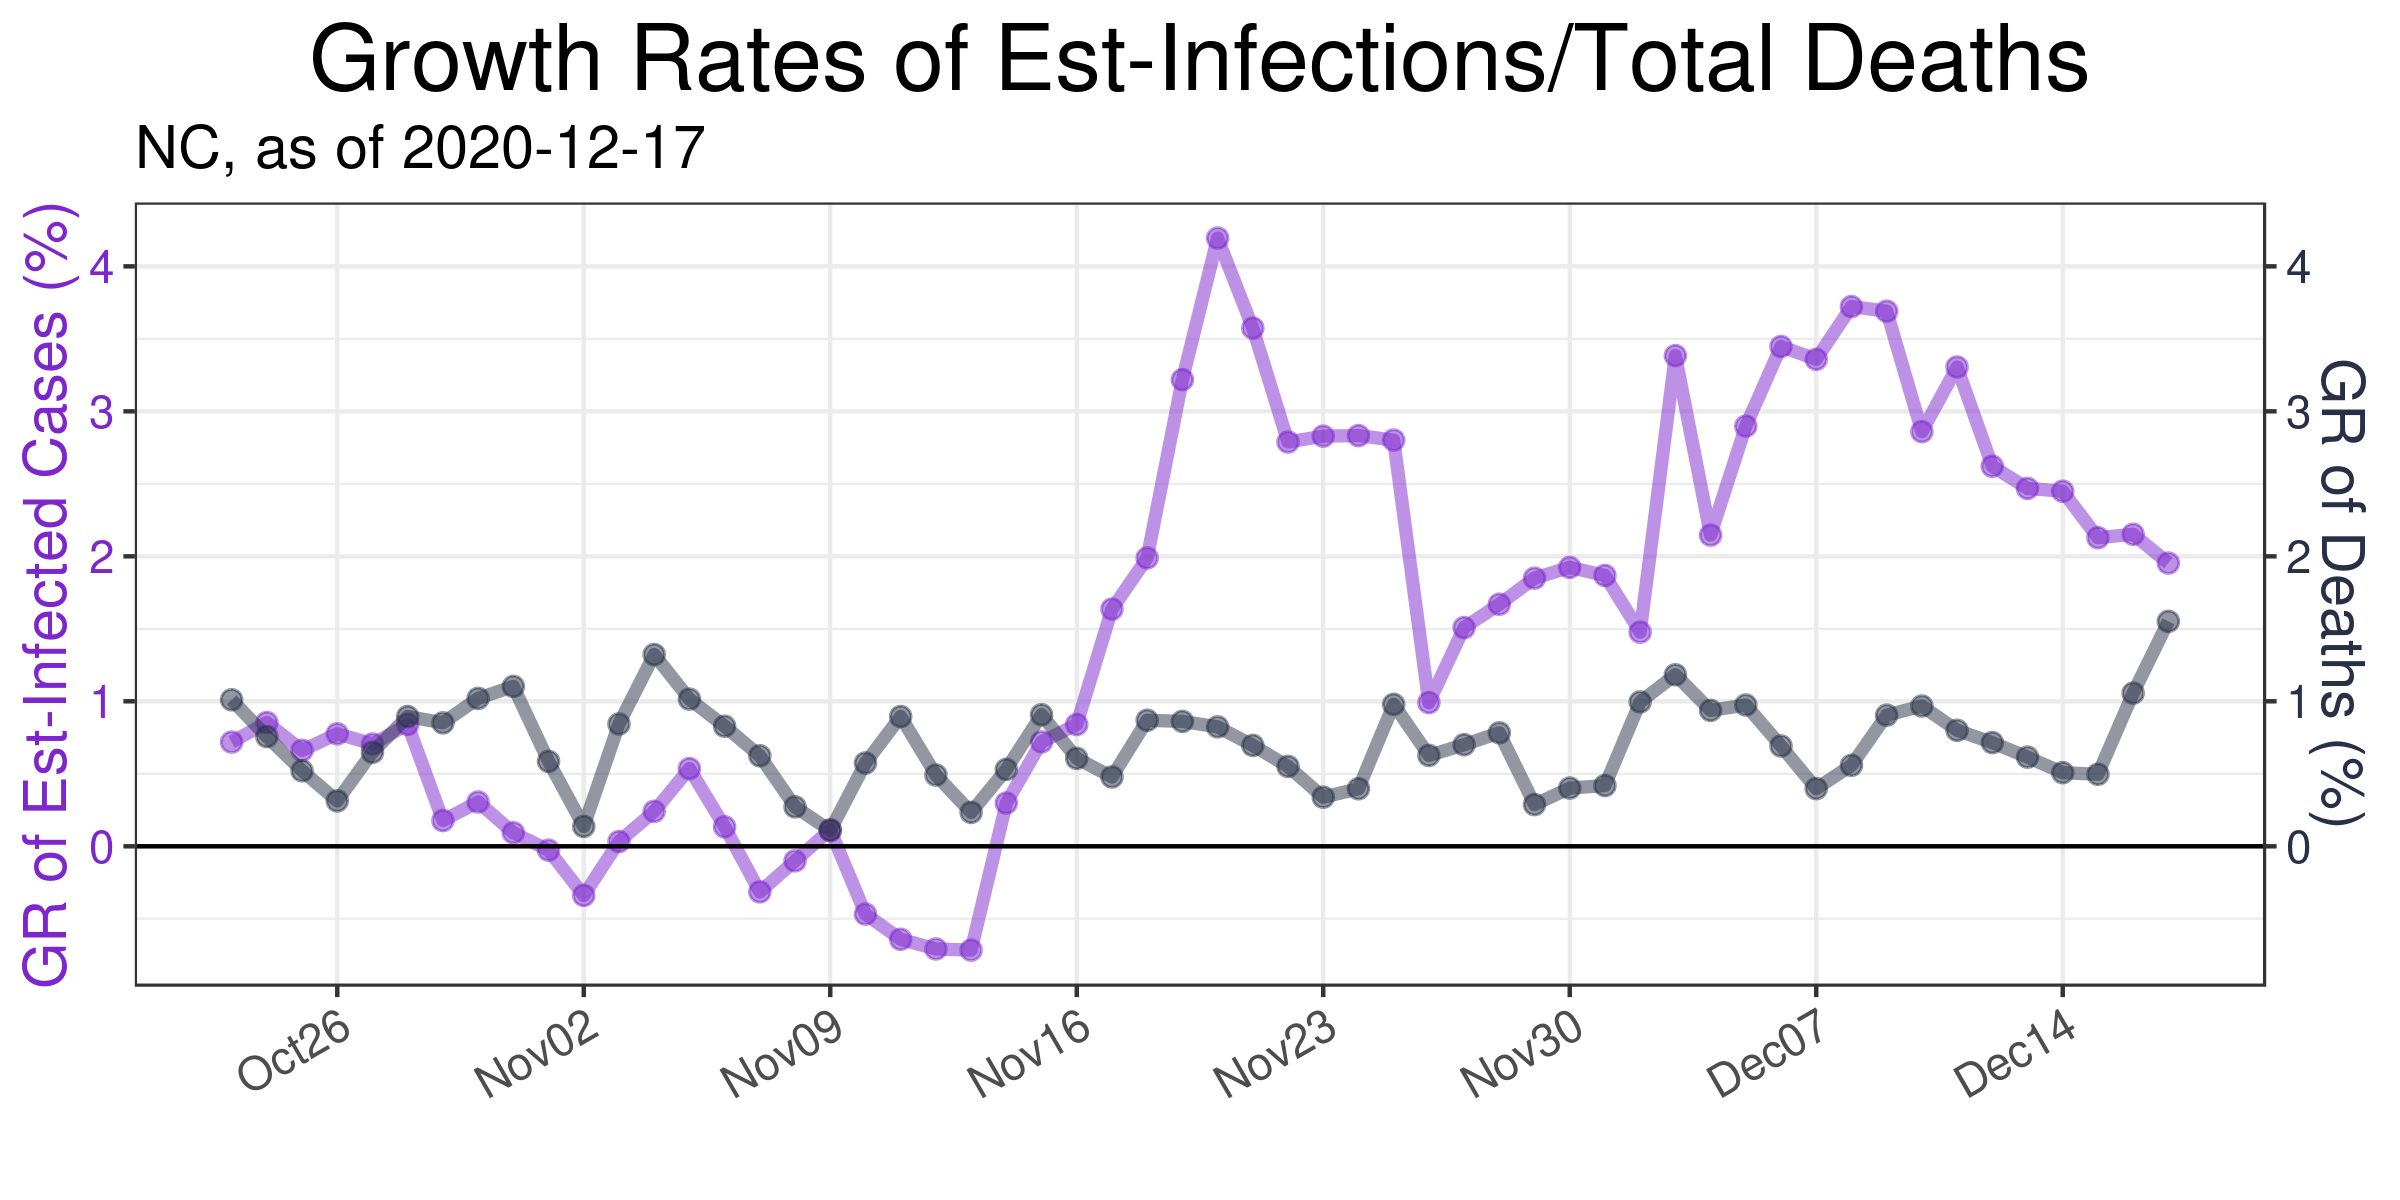 Growth Rates of Est-Infections/Total Deaths
NC, as of 2020-12-17
GR of Est-Infected Cases (%)
4
3
2
1
0
4
3
2
1
0
GR of Deaths (%)
Oct26
Nov02
Nov09
Nov16
Nov23
Nov30
Dec07
Dec14